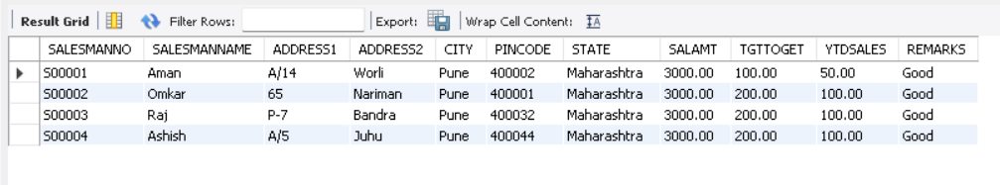 Result Grid Filter Rows: Export: Wrap Cell Content: IA
SALESMANNO SALESMANNAME ADDRESS1 ADDRESS2 CITY PINCODE STATE SALAMT TGTTOGET YTDSALES REMARKS
S00001 Aman A/14 Worli Pune 400002 Maharashtra 3000.00 100.00 50.00 Good
S00002 Omkar 65 Nariman Pune 400001 Maharashtra 3000.00 200.00 100.00 Good
S00003 Raj P-7 Bandra Pune 400032 Maharashtra 3000.00 200.00 100.00 Good
S00004 Ashish A/5 Juhu Pune 400044 Maharashtra 3000.00 200.00 100.00 Good